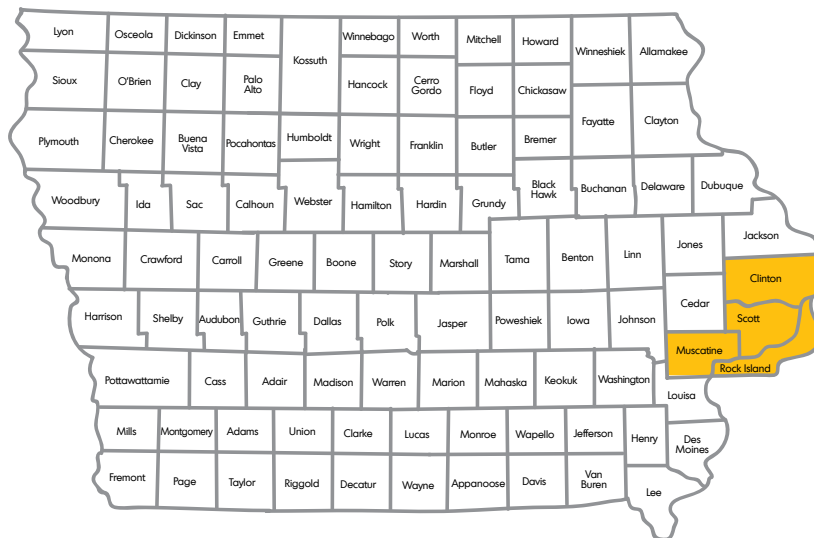 Lyon
Osceola
Dickinson
Emmet
Kossuth
Winnebago
Worth
Mitchell
Howard
Winneshiek
Allamakee
Sioux
O'Brien
Clay
Palo
Alto
Hancock
Cerro
Gordo
Floyd
Chickasaw
Fayatte
Clayton
Plymouth
Cherokee
Buena
Vista
Pocahontas
Humboldt
Wright
Franklin
Butler
Bremer
Woodbury
Ida
Sac
Calhoun
Webster
Hamilton
Hardin
Grundy
Black
Hawk
Buchanan
Delaware
Dubuque
Monona
Crawford
Carroll
Greene
Boone
Story
Marshall
Tama
Benton
Linn
Jones
Jackson
Clinton
Harrison
Shelby
Audubon
Guthrie
Dallas
Polk
Jasper
Poweshiek
Iowa
Johnson
Cedar
Scott
Muscatine
Rock Island
Pottawattamie
Cass
Adair
Madison
Warren
Marion
Mahaska
Keokuk
Washington
Louisa
Mills
Montgomery
Adams
Union
Clarke
Lucas
Monroe
Wapello
Jefferson
Henry
Des
Moines
Fremont
Page
Taylor
Riggold
Decatur
Wayne
Appanoose
Davis
Van
Buren
Lee